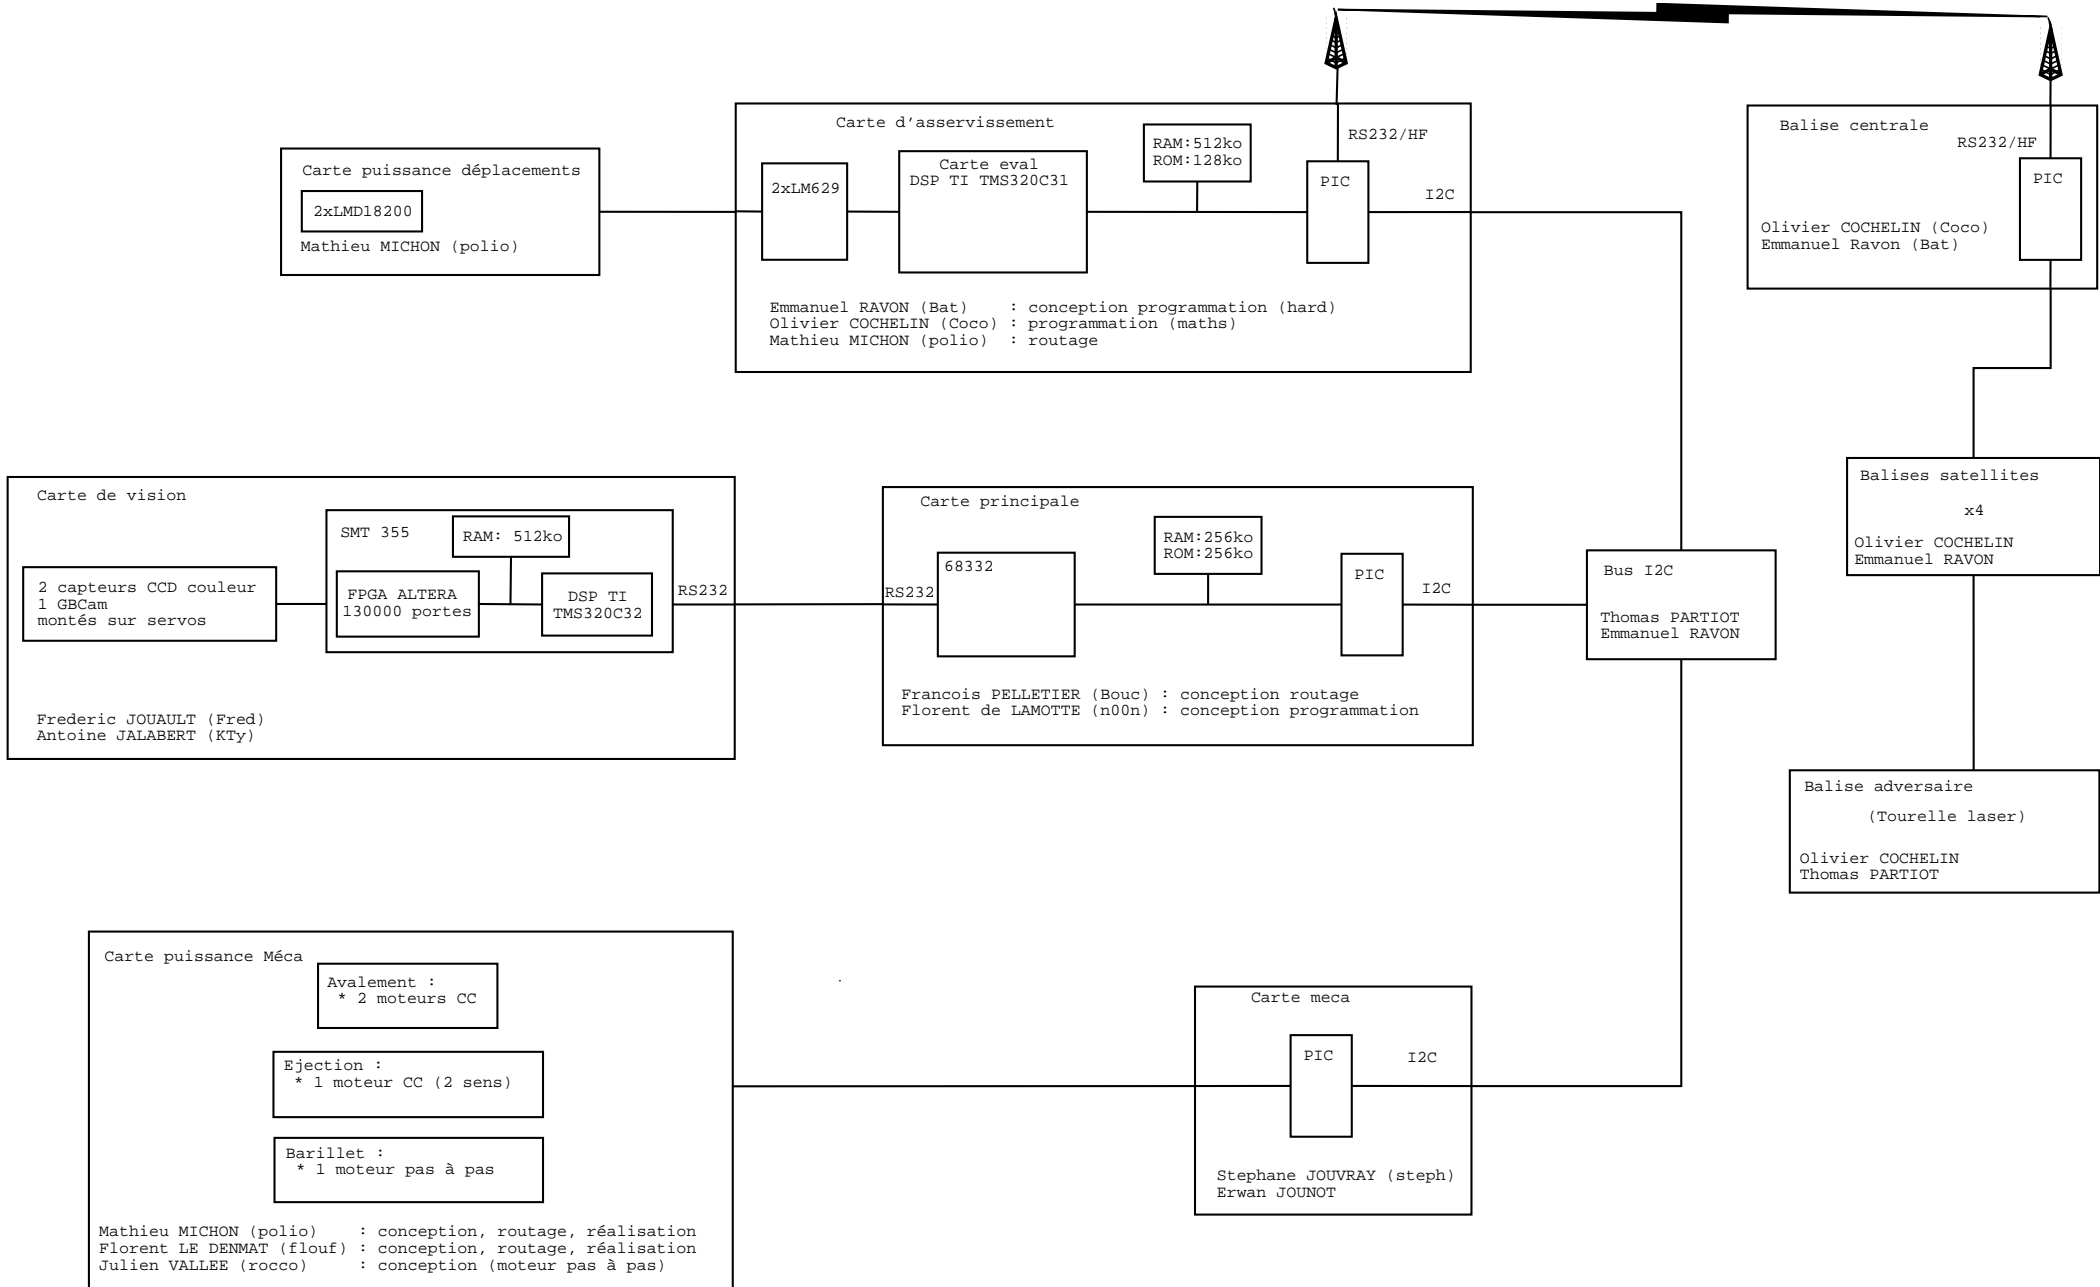 Carte d'asservissement
RS232/HF
RAM:512ko
ROM:128ko
Carte eval
DSP TI TMS320C31
2xLM629
PIC
I2C
Emmanuel RAVON (Bat)    : conception programmation (hard)
Olivier COCHELIN (Coco) : programmation (maths)
Mathieu MICHON (polio)  : routage
Carte puissance déplacements
2xLMD18200
Mathieu MICHON (polio)
Balise centrale
RS232/HF
PIC
Olivier COCHELIN (Coco)
Emmanuel Ravon (Bat)
Carte de vision
SMT 355
RAM: 512ko
2 capteurs CCD couleur
1 GBCam
montés sur servos
FPGA ALTERA
130000 portes
DSP TI
TMS320C32
RS232
Frederic JOUAULT (Fred)
Antoine JALABERT (KTy)
Carte principale
RS232
68332
RAM:256ko
ROM:256ko
PIC
I2C
Francois PELLETIER (Bouc) : conception routage
Florent de LAMOTTE (n00n) : conception programmation
Bus I2C
Thomas PARTIOT
Emmanuel RAVON
Balises satellites
x4
Olivier COCHELIN
Emmanuel RAVON
Balise adversaire
(Tourelle laser)
Olivier COCHELIN
Thomas PARTIOT
Carte puissance Méca
Avalement :
* 2 moteurs CC
Ejection :
* 1 moteur CC (2 sens)
Barillet :
* 1 moteur pas à pas
Mathieu MICHON (polio)    : conception, routage, réalisation
Florent LE DENMAT (flouf) : conception, routage, réalisation
Julien VALLEE (rocco)     : conception (moteur pas à pas)
Carte meca
PIC
I2C
Stephane JOUVRAY (steph)
Erwan JOUNOT